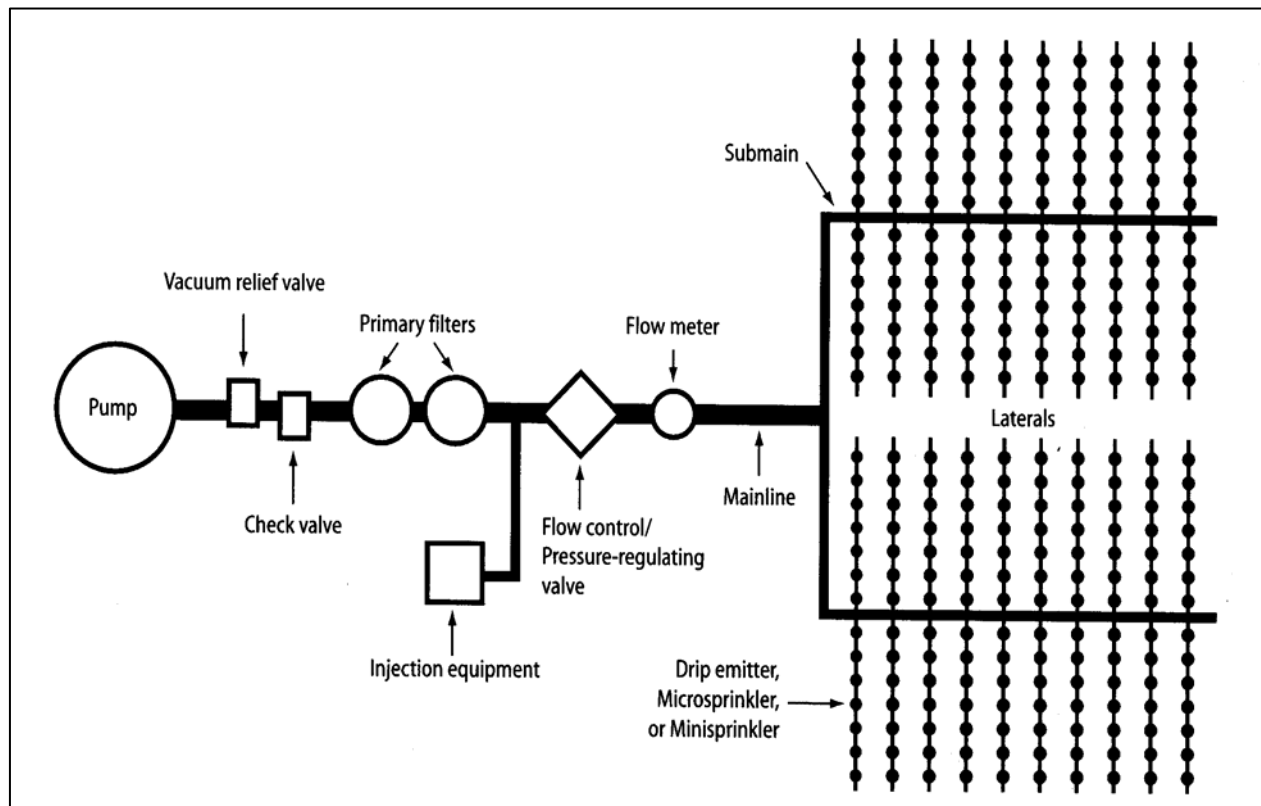 Submain
Vacuum relief valve
Primary filters
Flow meter
Pump
Laterals
Mainline
Check valve
Flow control/
Pressure-regulating
valve
Injection equipment
Drip emitter,
Microsprinkler,
or Minisprinkler